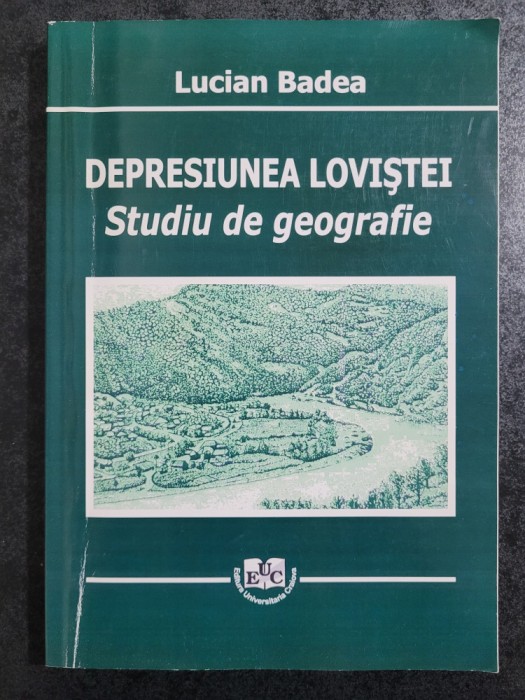 Lucian Badea
DEPRESIUNEA LOVIŞTEI
Studiu de geografie
EUC
Editura Universitaria Craiova